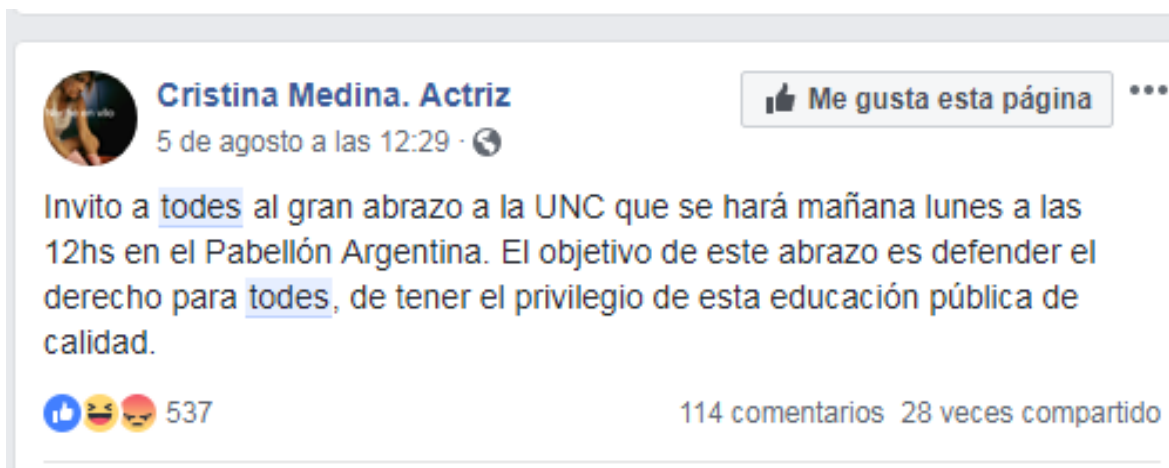 Cristina Medina. Actriz
Me gusta esta página
5 de agosto a las 12:29 ·
Invito a todes al gran abrazo a la UNC que se hará mañana lunes a las
12hs en el Pabellón Argentina. El objetivo de este abrazo es defender el
derecho para todes, de tener el privilegio de esta educación pública de
calidad.
537
114 comentarios 28 veces compartido